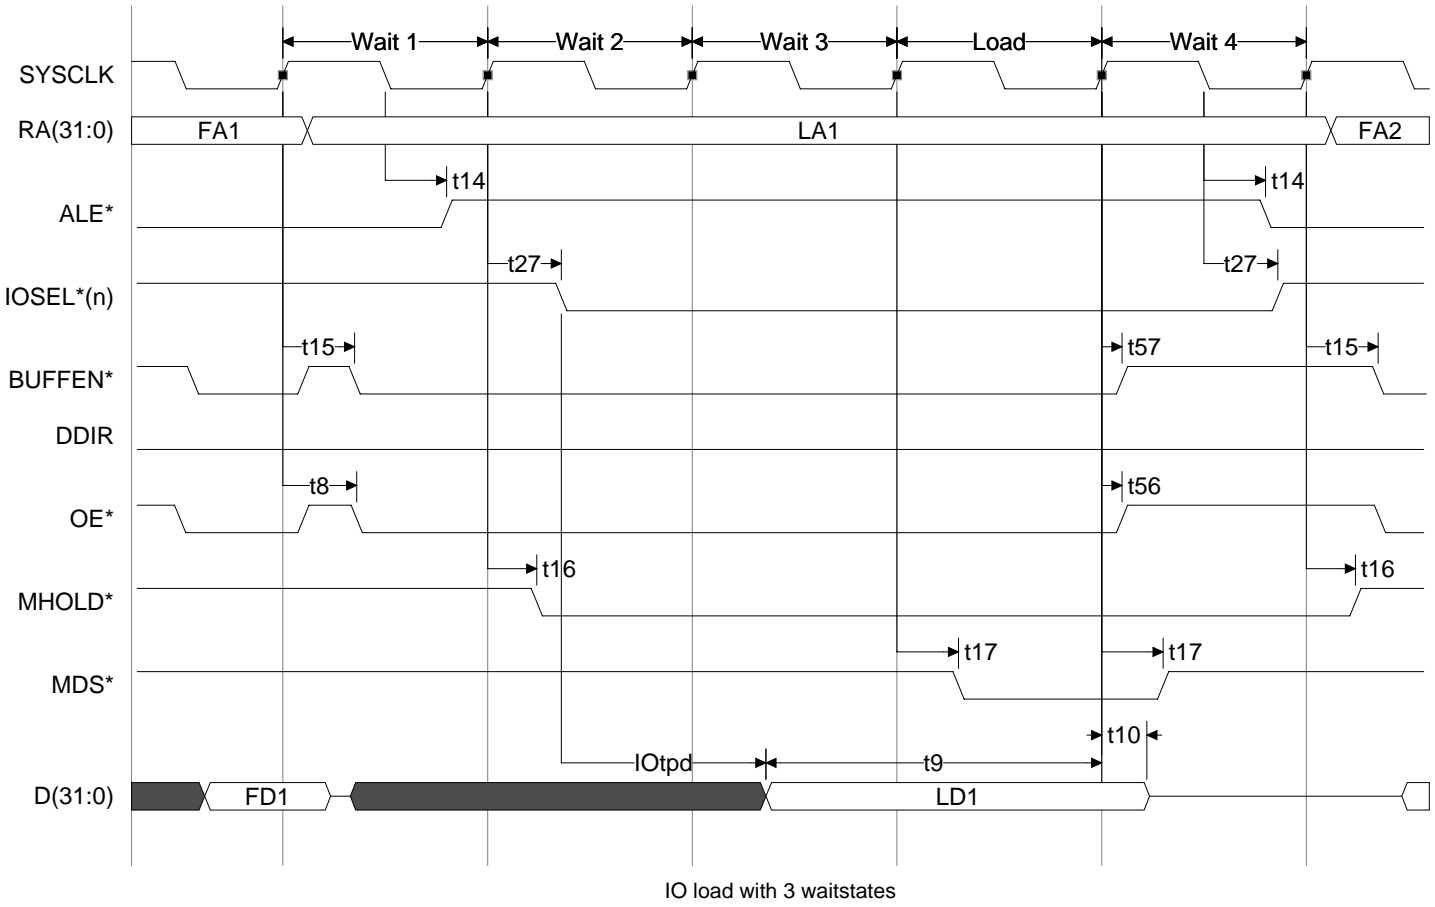 Wait 1 Wait 2 Wait 3 Load Wait 4
SYSCLK
RA(31:0) FA1 LA1 FA2
t14 t14
ALE*
t27 t27
IOSEL*(n)
t15 t57 t15
BUFFEN*
DDIR
t8 t56
OE*
t16 t16
MHOLD*
t17 t17
MDS*
t10
IOtpd t9
D(31:0) FD1 LD1
IO load with 3 waitstates